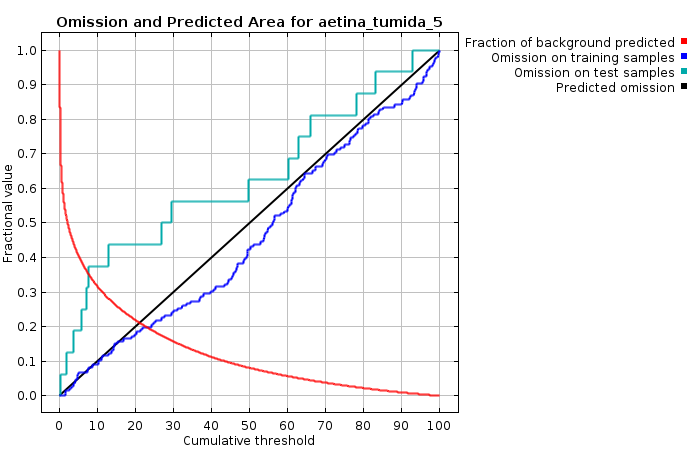 Omission and Predicted Area for aetina_tumida_5
Fraction of background predicted
Omission on training samples
Omission on test samples
Predicted omission
Fractional value
1.0
0.9
0.8
0.7
0.6
0.5
0.4
0.3
0.2
0.1
0.0
0 10 20 30 40 50 60 70 80 90 100
Cumulative threshold